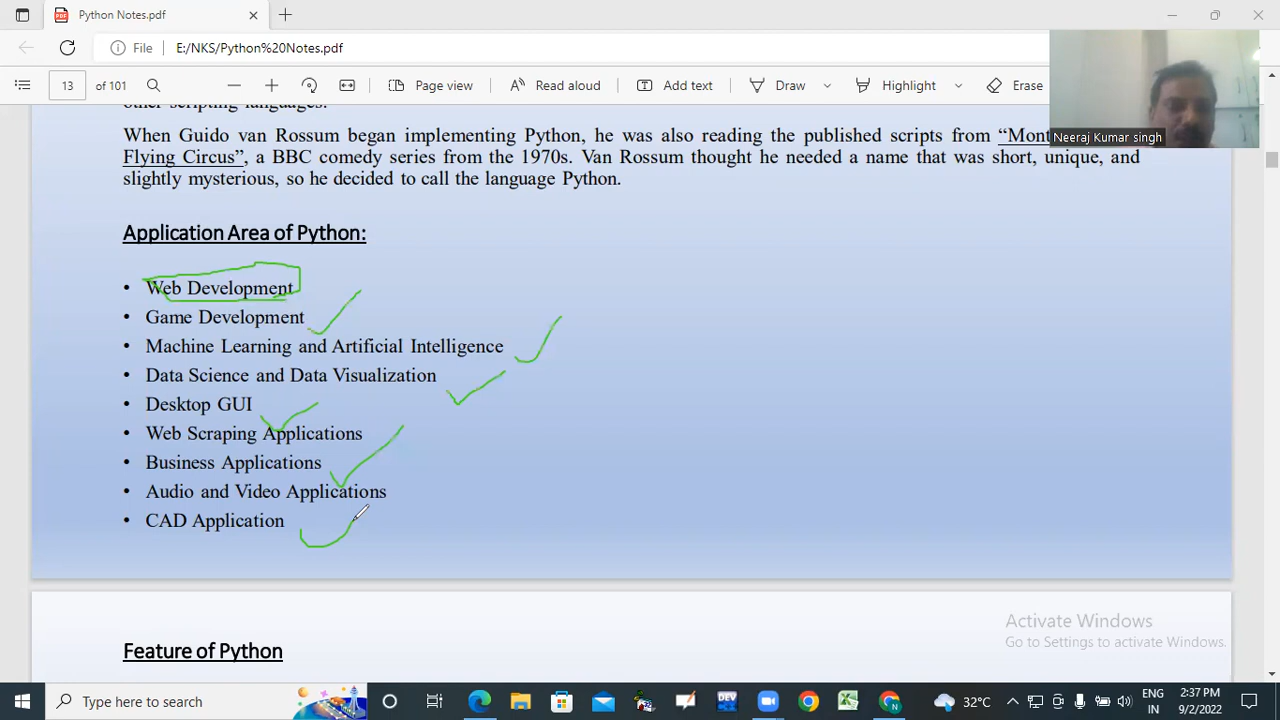 Python Notes.pdf
File
E:/NKS/Python%20Notes.pdf
13 of 101
Page view
Read aloud
Add text
Draw
Highlight
Erase
Neeraj Kumar singh
other scripting languages.
When Guido van Rossum began implementing Python, he was also reading the published scripts from "Mont
Flying Circus", a BBC comedy series from the 1970s. Van Rossum thought he needed a name that was short, unique, and
slightly mysterious, so he decided to call the language Python.
Application Area of Python:
• Web Development
• Game Development
• Machine Learning and Artificial Intelligence
• Data Science and Data Visualization
• Desktop GUI
• Web Scraping Applications
• Business Applications
• Audio and Video Applications
• CAD Application
Feature of Python
Activate Windows
Go to Settings to activate Windows.
Type here to search
DEV
N
32°C
ENG
IN
2:37 PM
9/2/2022